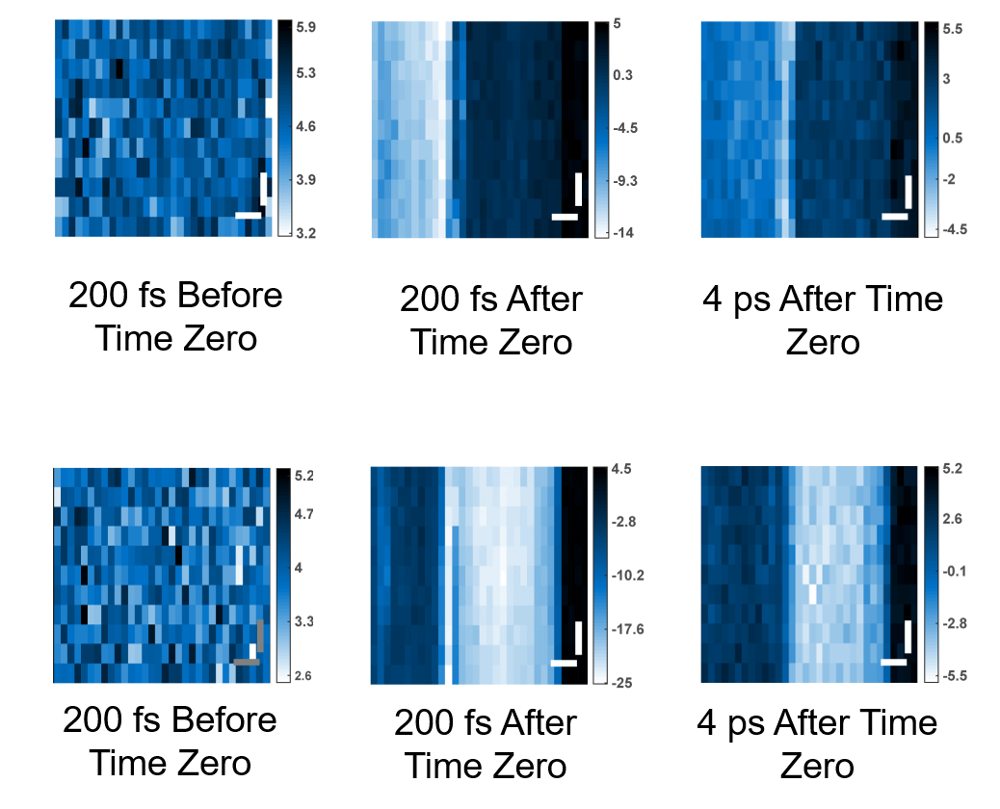 5.9
5.3
4.6
3.9
3.2
5
0.3
-4.5
-9.3
-14
5.5
3
0.5
-2
-4.5
200 fs Before
Time Zero
200 fs After
Time Zero
4 ps After Time
Zero
5.2
4.7
4
3.3
2.6
4.5
-2.8
-10.2
-17.6
-25
5.2
2.6
-0.1
-2.8
-5.5
200 fs Before
Time Zero
200 fs After
Time Zero
4 ps After Time
Zero